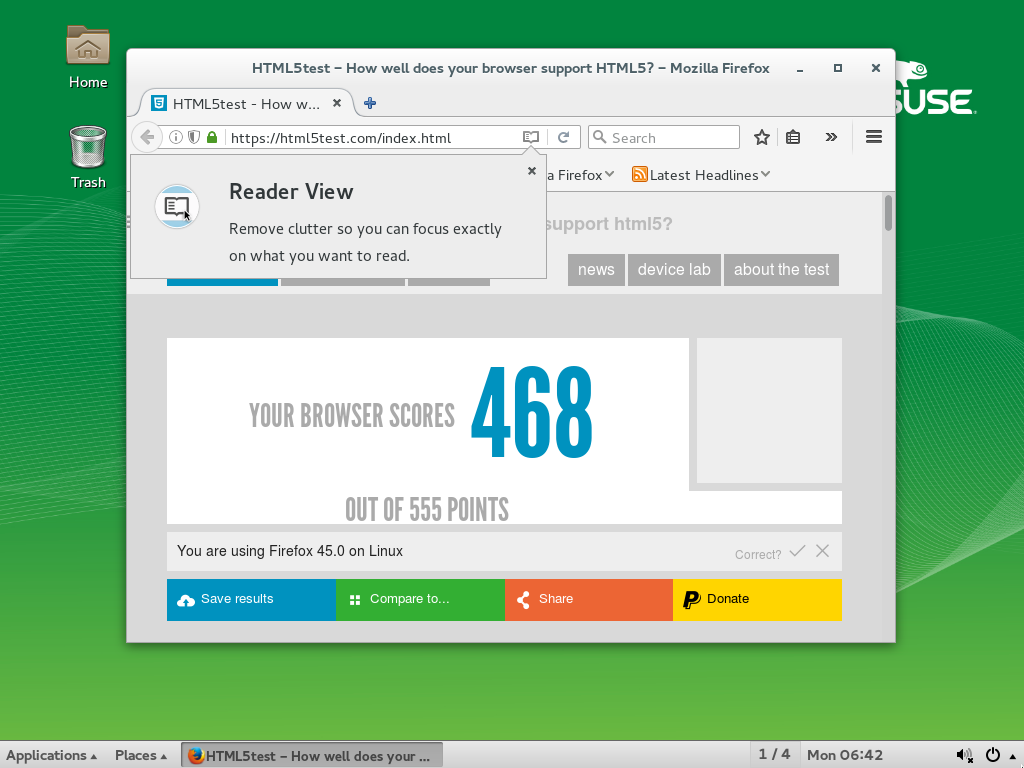 Home
Trash
SUSE
HTML5test – How well does your browser support HTML5? – Mozilla Firefox
HTML5test - How w...
https://html5test.com/index.html
Search
Reader View
Remove clutter so you can focus exactly
on what you want to read.
Firefox
Latest Headlines
support html5?
news
device lab
about the test
YOUR BROWSER SCORES 468
OUT OF 555 POINTS
You are using Firefox 45.0 on Linux
Correct?
Save results
Compare to...
Share
Donate
Applications
Places
HTML5test – How well does your ...
1 / 4
Mon 06:42